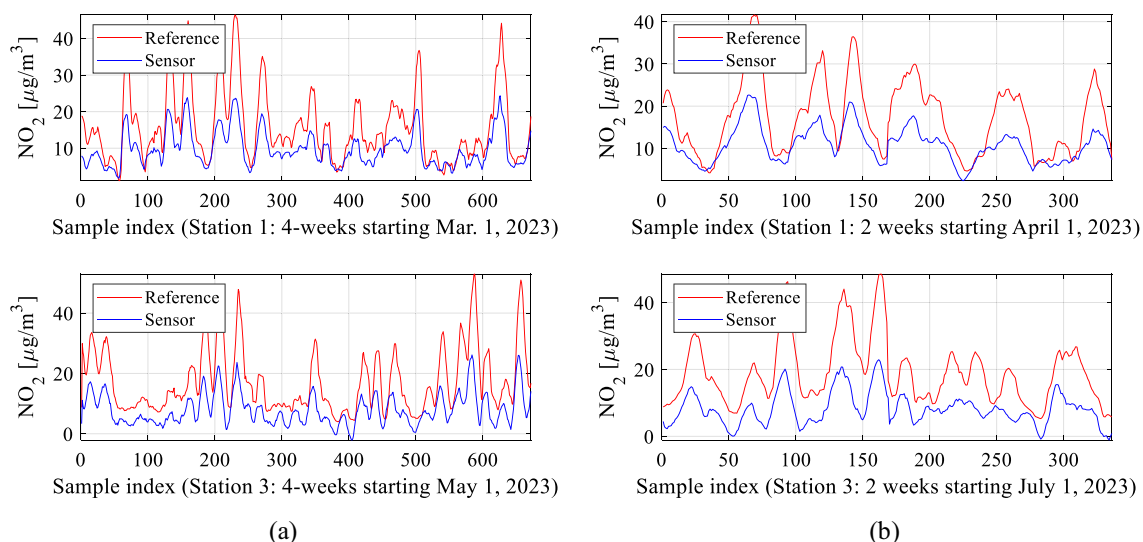 NO2 [μg/m3]
40
30
20
10
Reference
Sensor
0 100 200 300 400 500 600
Sample index (Station 1: 4-weeks starting Mar. 1, 2023)
NO2 [μg/m3]
40
30
20
10
Reference
Sensor
0 50 100 150 200 250 300
Sample index (Station 1: 2 weeks starting April 1, 2023)
NO2 [μg/m3]
40
20
0
Reference
Sensor
0 100 200 300 400 500 600
Sample index (Station 3: 4-weeks starting May 1, 2023)
NO2 [μg/m3]
40
20
0
Reference
Sensor
0 50 100 150 200 250 300
Sample index (Station 3: 2 weeks starting July 1, 2023)
(a)
(b)